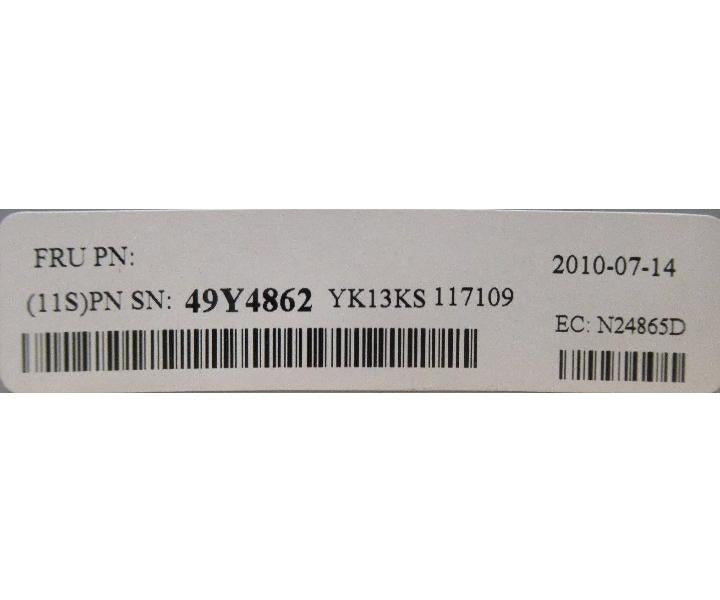 FRU PN:
2010-07-14
(11S)PN SN: 49Y4862 YK13KS 117109
EC: N24865D